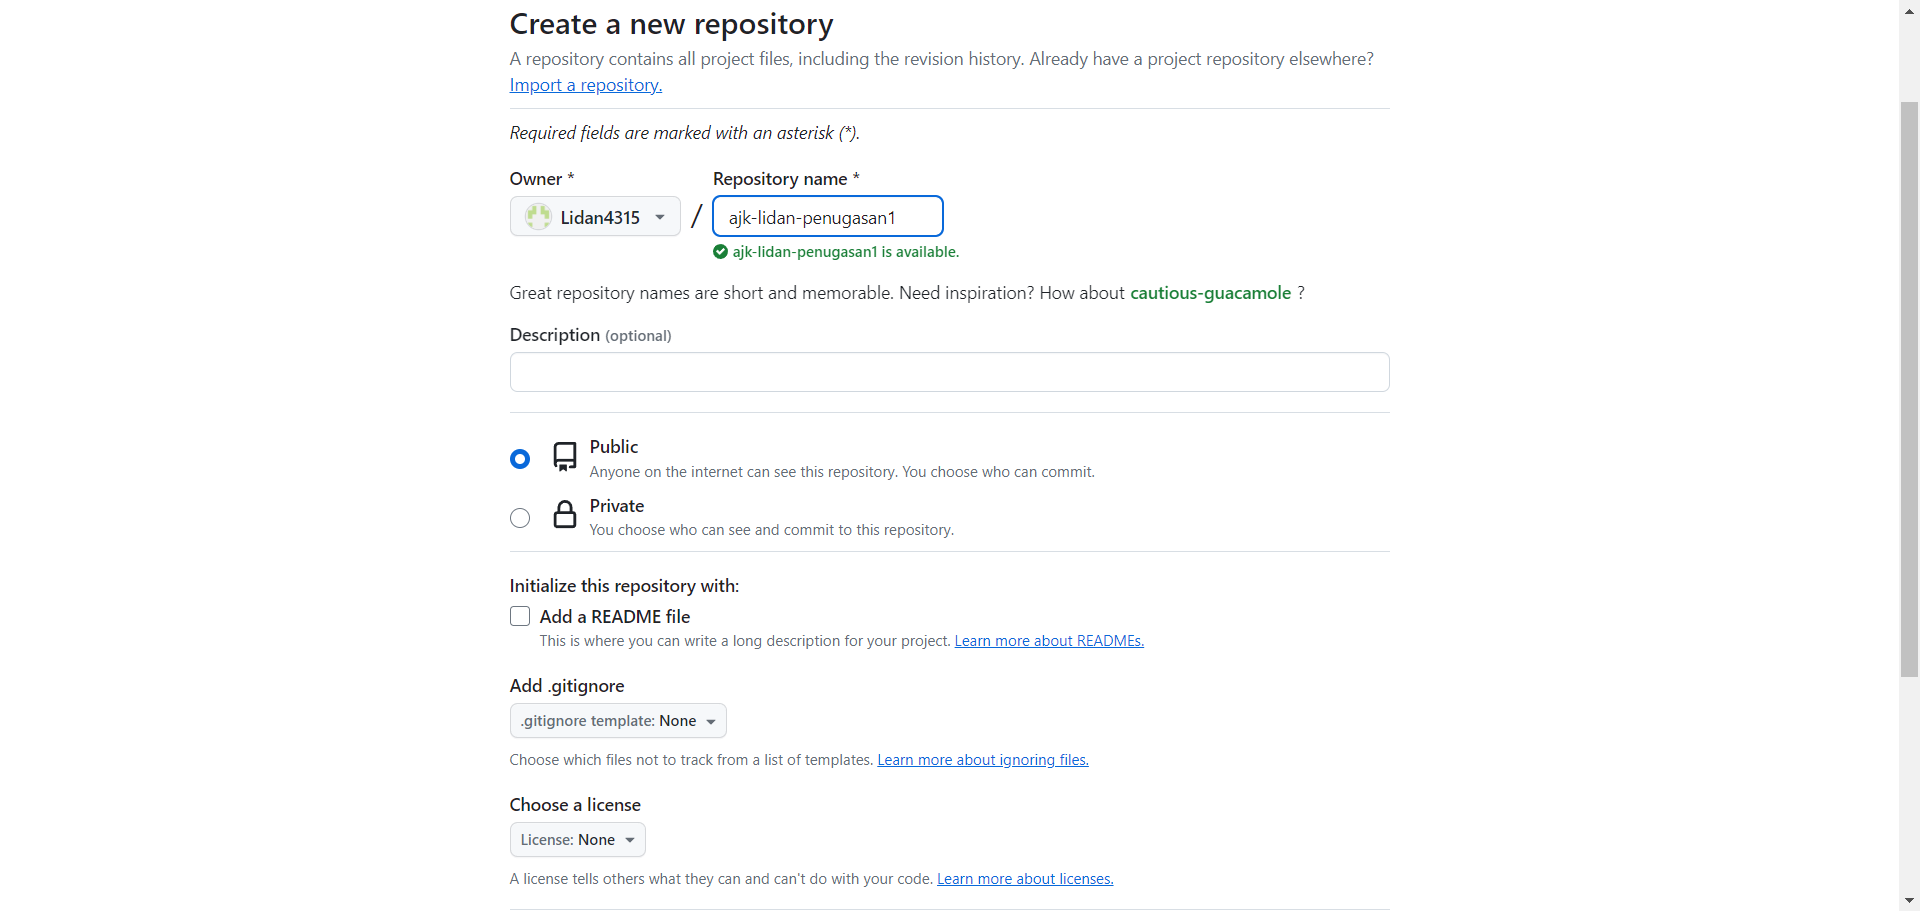 Create a new repository
A repository contains all project files, including the revision history. Already have a project repository elsewhere?
Import a repository.
Required fields are marked with an asterisk (*).
Owner * Repository name *
Lidan4315 / ajk-lidan-penugasan1
ajk-lidan-penugasan1 is available.
Great repository names are short and memorable. Need inspiration? How about cautious-guacamole ?
Description (optional)
Public
Anyone on the internet can see this repository. You choose who can commit.
Private
You choose who can see and commit to this repository.
Initialize this repository with:
Add a README file
This is where you can write a long description for your project. Learn more about READMEs.
Add .gitignore
.gitignore template: None
Choose which files not to track from a list of templates. Learn more about ignoring files.
Choose a license
License: None
A license tells others what they can and can't do with your code. Learn more about licenses.